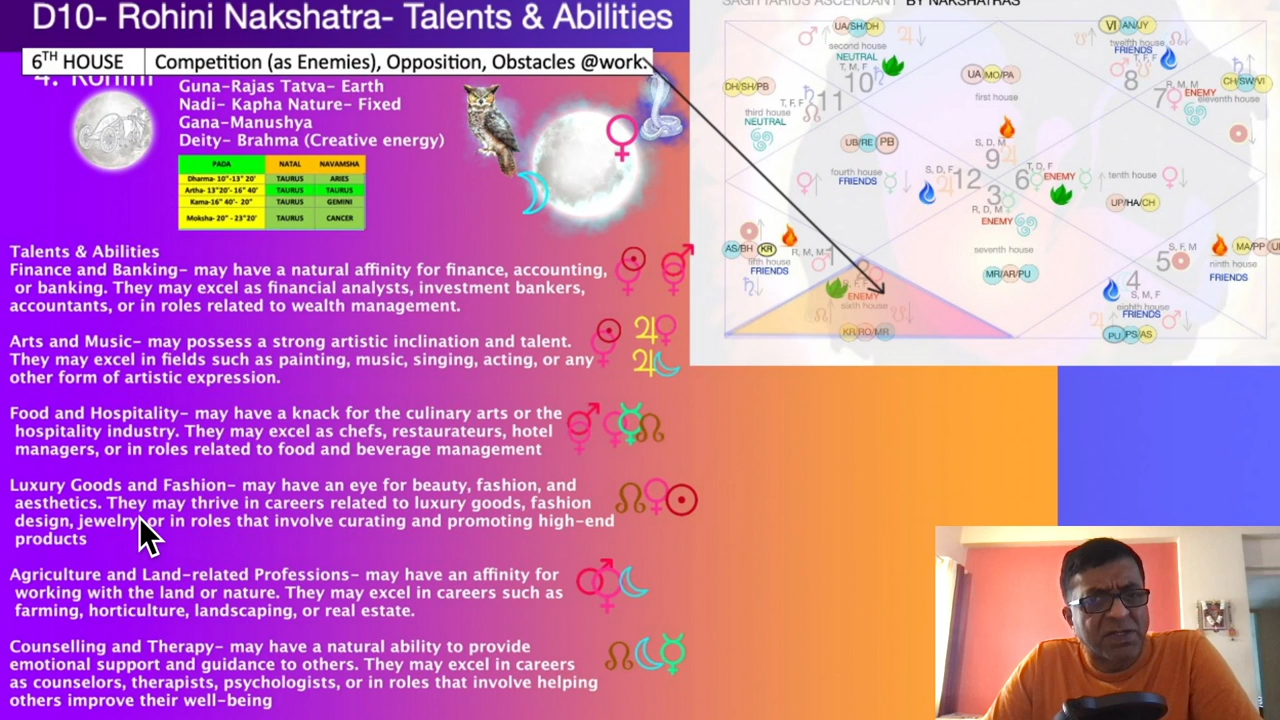 D10- Rohini Nakshatra- Talents & Abilities
6TH HOUSE Competition (as Enemies), Opposition, Obstacles @work
4. Rohini
Guna-Rajas Tatva- Earth
Nadi- Kapha Nature- Fixed
Gana-Manushya
Deity- Brahma (Creative energy)
PADA NATAL NAVAMSHA
Dharma- 10°-13° 20' TAURUS ARIES
Artha- 13°20'- 16° 40' TAURUS TAURUS
Kama-16° 40'- 20° TAURUS GEMINI
Moksha- 20° - 23°20' TAURUS CANCER
Talents & Abilities
Finance and Banking- may have a natural affinity for finance, accounting,
or banking. They may excel as financial analysts, investment bankers,
accountants, or in roles related to wealth management.
Arts and Music- may possess a strong artistic inclination and talent.
They may excel in fields such as painting, music, singing, acting, or any
other form of artistic expression.
Food and Hospitality- may have a knack for the culinary arts or the
hospitality industry. They may excel as chefs, restaurateurs, hotel
managers, or in roles related to food and beverage management
Luxury Goods and Fashion- may have an eye for beauty, fashion, and
aesthetics. They may thrive in careers related to luxury goods, fashion
design, jewelry or in roles that involve curating and promoting high-end
products
Agriculture and Land-related Professions- may have an affinity for
working with the land or nature. They may excel in careers such as
farming, horticulture, landscaping, or real estate.
Counselling and Therapy- may have a natural ability to provide
emotional support and guidance to others. They may excel in careers
as counselors, therapists, psychologists, or in roles that involve helping
others improve their well-being
SAGITTARIUS ASCENDANT BY NAKSHATRAS
UA/SH/DH
second house
NEUTRAL
T, M, F
10
VI AN/JY
twelfth house
FRIENDS
T, F, F
8
DH/SH/PB
T, F, F
11
third house
NEUTRAL
UA MO/PA
first house
R, M, M
7
ENEMY
CH/SW/VI
eleventh house
UB/RE PB
fourth house
FRIENDS
S, D, F
12
S, D, M
9
T, D, F
6
ENEMY
tenth house
UP/HA/CH
3
R, D, M
ENEMY
seventh house
MR/AR/PU
AS/BH KR
fifth house
FRIENDS
R, M, M
1
ENEMY
sixth house
KR/RO/MR
4
S, M, F
eighth house
FRIENDS
PU PS/AS
5
S, F, M
MA/PP
ninth house
FRIENDS